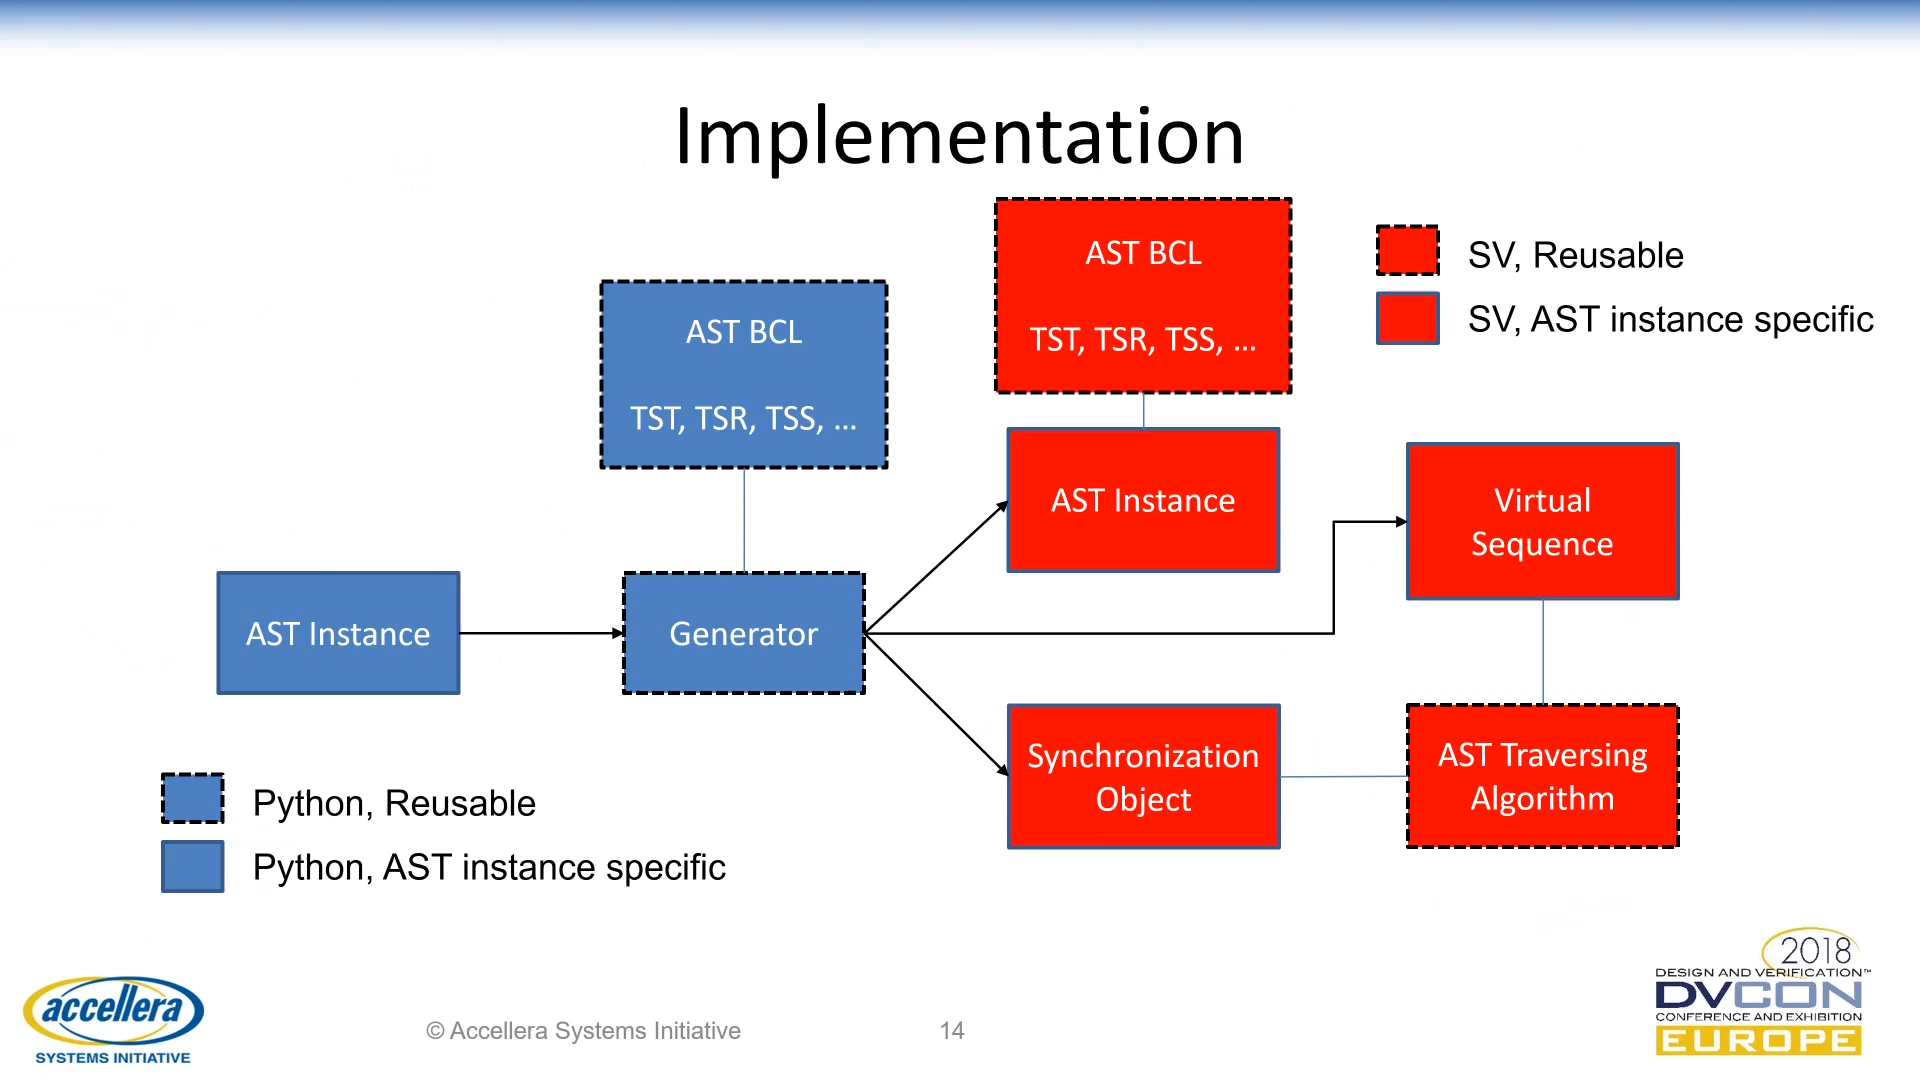 Implementation
AST BCL
TST, TSR, TSS, ...
SV, Reusable
SV, AST instance specific
AST BCL
TST, TSR, TSS, ...
AST Instance
Virtual
Sequence
AST Instance
Generator
Synchronization
Object
AST Traversing
Algorithm
Python, Reusable
Python, AST instance specific
accellera
SYSTEMS INITIATIVE
© Accellera Systems Initiative
14
2018
DESIGN AND VERIFICATION™
DVCON
CONFERENCE AND EXHIBITION
EUROPE